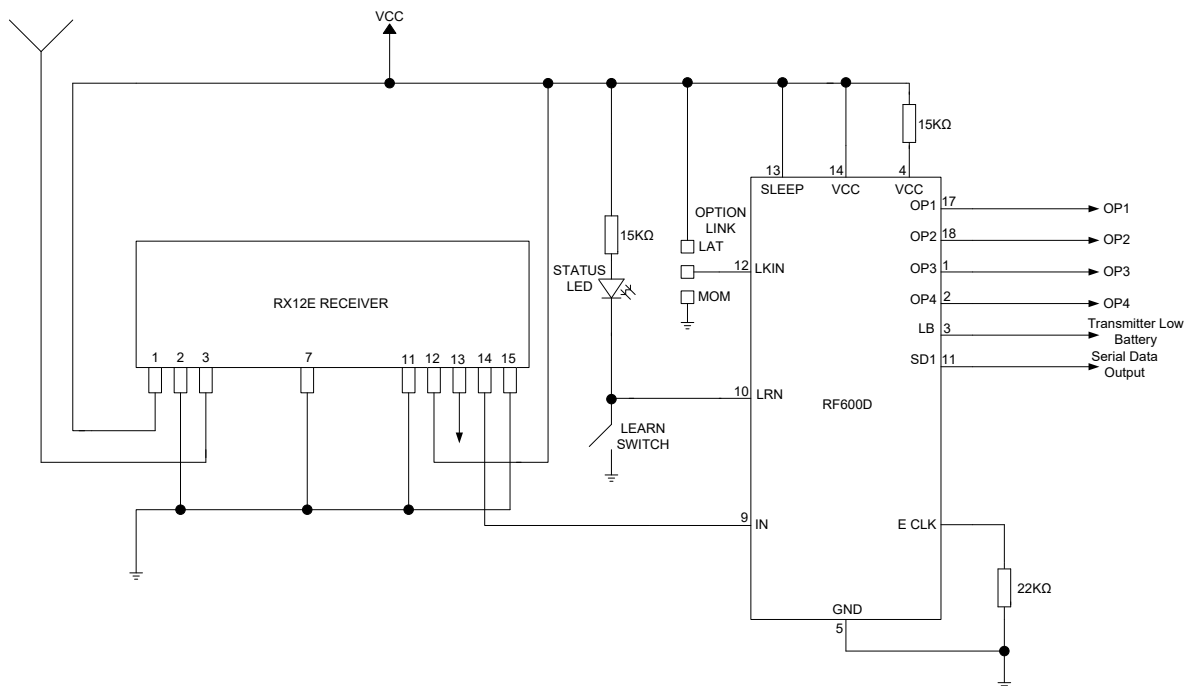 VCC
15KΩ
13
14
4
SLEEP
VCC
VCC
OP1
17
OP1
OPTION
LINK
LAT
15KΩ
OP2
18
OP2
STATUS
LED
12
LKIN
OP3
1
OP3
MOM
OP4
2
OP4
RX12E RECEIVER
LB
3
Transmitter Low
Battery
SD1
11
Serial Data
Output
1
2
3
7
11
12
13
14
15
10
LRN
RF600D
LEARN
SWITCH
9
IN
E CLK
22KΩ
GND
5